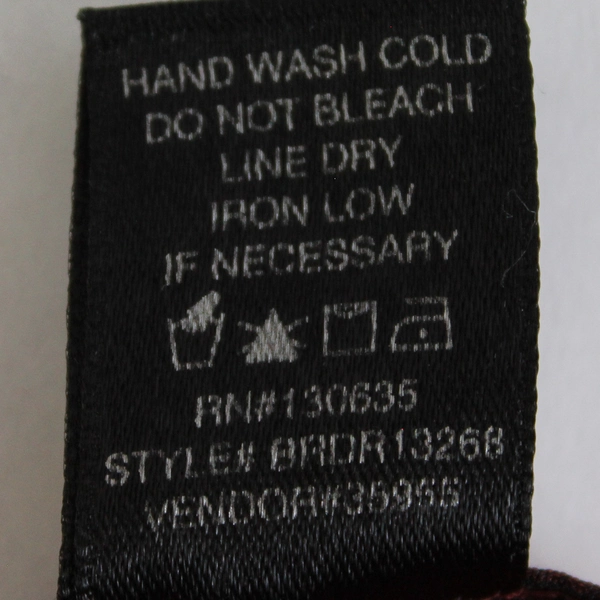 HAND WASH COLD
DO NOT BLEACH
LINE DRY
IRON LOW
IF NECESSARY
RN#130635
STYLE# BRDR13268
VENDOR#35955